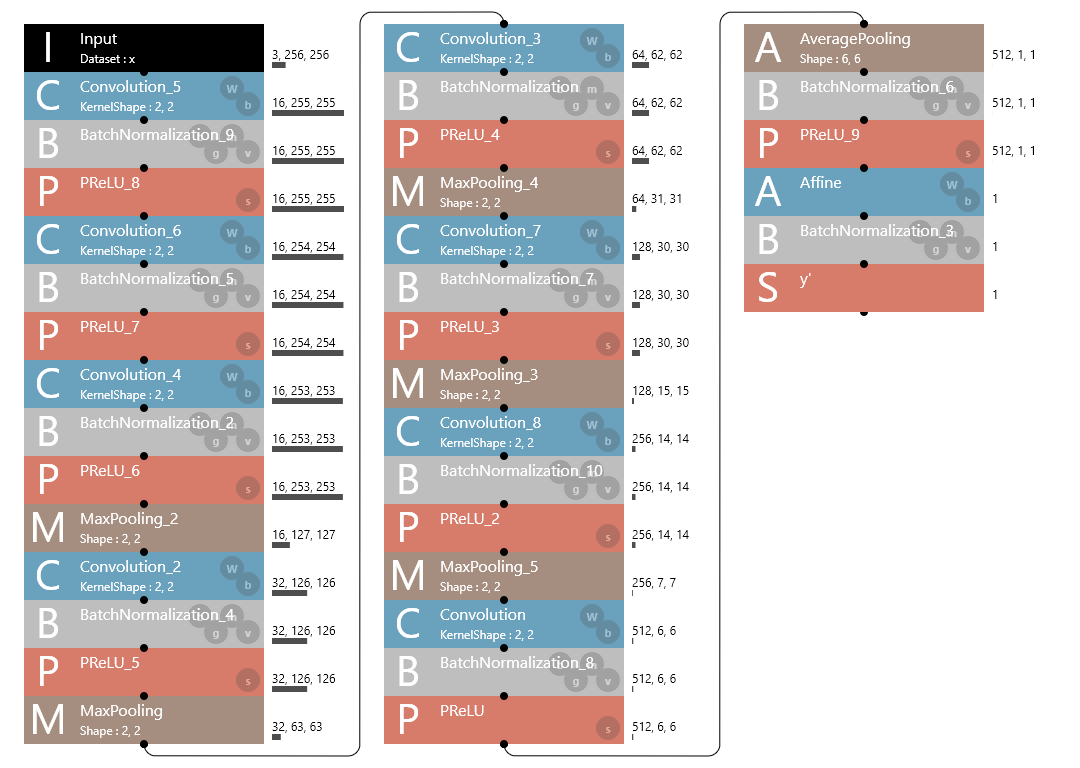 I Input
Dataset : x
3, 256, 256
C Convolution_5 W
KernelShape : 2, 2 b
16, 255, 255
B BatchNormalization_9 m
g v
16, 255, 255
P PReLU_8
s
16, 255, 255
C Convolution_6 W
KernelShape : 2, 2 b
16, 254, 254
B BatchNormalization_5 m
g v
16, 254, 254
P PReLU_7
s
16, 254, 254
C Convolution_4 W
KernelShape : 2, 2 b
16, 253, 253
B BatchNormalization_2 m
g v
16, 253, 253
P PReLU_6
s
16, 253, 253
M MaxPooling_2
Shape : 2, 2
16, 127, 127
C Convolution_2 W
KernelShape : 2, 2 b
32, 126, 126
B BatchNormalization_4 m
g v
32, 126, 126
P PReLU_5
s
32, 126, 126
M MaxPooling
Shape : 2, 2
32, 63, 63
C Convolution_3 W
KernelShape : 2, 2 b
64, 62, 62
B BatchNormalization m
g v
64, 62, 62
P PReLU_4
s
64, 62, 62
M MaxPooling_4
Shape : 2, 2
64, 31, 31
C Convolution_7 W
KernelShape : 2, 2 b
128, 30, 30
B BatchNormalization_7 m
g v
128, 30, 30
P PReLU_3
s
128, 30, 30
M MaxPooling_3
Shape : 2, 2
128, 15, 15
C Convolution_8 W
KernelShape : 2, 2 b
256, 14, 14
B BatchNormalization_10 m
g v
256, 14, 14
P PReLU_2
s
256, 14, 14
M MaxPooling_5
Shape : 2, 2
256, 7, 7
C Convolution W
KernelShape : 2, 2 b
512, 6, 6
B BatchNormalization_8 m
g v
512, 6, 6
P PReLU
s
512, 6, 6
A AveragePooling
Shape : 6, 6
512, 1, 1
B BatchNormalization_6 m
g v
512, 1, 1
P PReLU_9
s
512, 1, 1
A Affine W
b
1
B BatchNormalization_3 m
g v
1
S y'
1